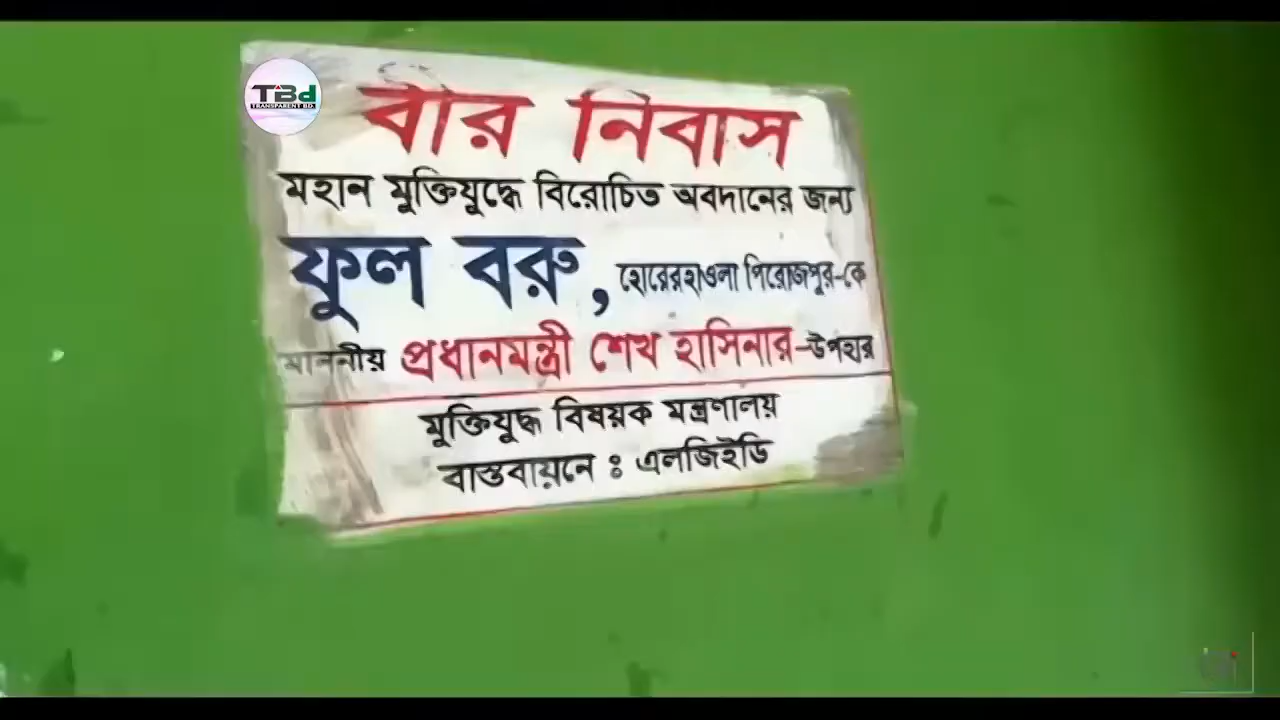 TBd
TRANSPARENT BD
বীর নিবাস
মহান মুক্তিযুদ্ধে বিরোচিত অবদানের জন্য
ফুল বরু, হোরেরহাওলা পিরোজপুর-কে
মাননীয় প্রধানমন্ত্রী শেখ হাসিনার-উপহার
মুক্তিযুদ্ধ বিষয়ক মন্ত্রণালয়
বাস্তবায়নে ঃ এলজিইডি